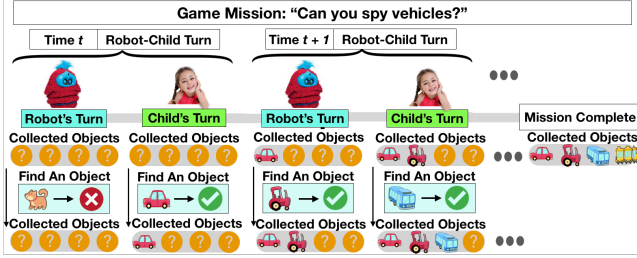 Game Mission: “Can you spy vehicles?”
Time t
Robot-Child Turn
Time t + 1
Robot-Child Turn
Robot's Turn
Child's Turn
Robot's Turn
Child's Turn
Mission Complete
Collected Objects
Collected Objects
Collected Objects
Collected Objects
Collected Objects
? ? ? ?
? ? ? ?
? ? ?
? ?
Find An Object
Find An Object
Find An Object
Find An Object
Collected Objects
Collected Objects
Collected Objects
Collected Objects
? ? ? ?
? ? ?
? ?
?